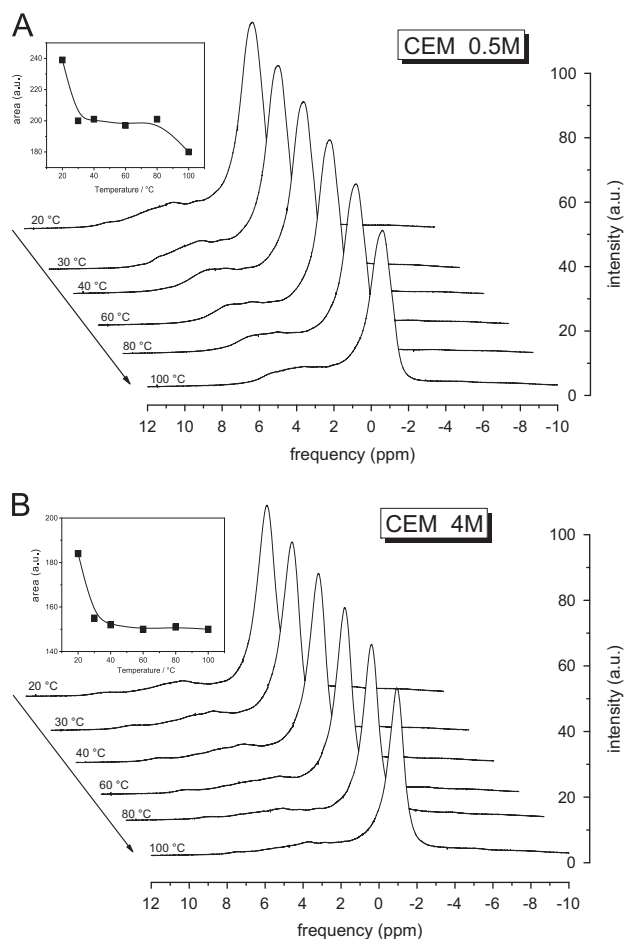 A
CEM 0.5M
240
220
200
180
area (a.u.)
20 40 60 80 100
Temperature / °C
20 °C
30 °C
40 °C
60 °C
80 °C
100 °C
100
80
60
40
20
0
intensity (a.u.)
12 10 8 6 4 2 0 -2 -4 -6 -8 -10
frequency (ppm)
B
CEM 4M
200
180
160
140
area (a.u.)
20 40 60 80 100
Temperature / °C
20 °C
30 °C
40 °C
60 °C
80 °C
100 °C
100
80
60
40
20
0
intensity (a.u.)
12 10 8 6 4 2 0 -2 -4 -6 -8 -10
frequency (ppm)